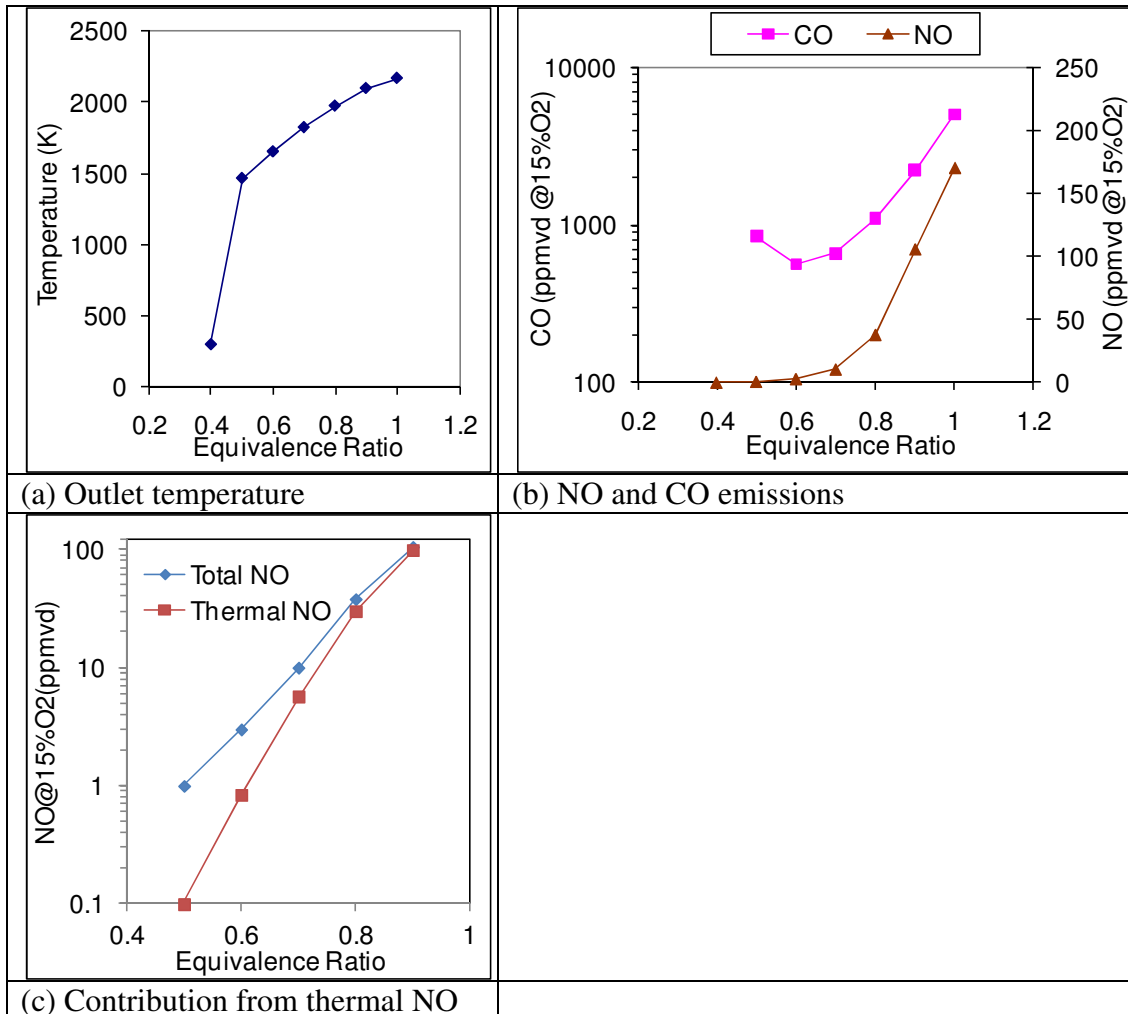 2500
2000
1500
1000
500
0
Temperature (K)
0.2 0.4 0.6 0.8 1 1.2
Equivalence Ratio
(a) Outlet temperature
CO NO
10000
1000
100
CO (ppmvd @15%O2)
250
200
150
100
50
0
NO (ppmvd @15%O2)
0.2 0.4 0.6 0.8 1 1.2
Equivalence Ratio
(b) NO and CO emissions
100
10
1
0.1
NO@15%O2(ppmvd)
Total NO
Thermal NO
0.4 0.6 0.8 1
Equivalence Ratio
(c) Contribution from thermal NO